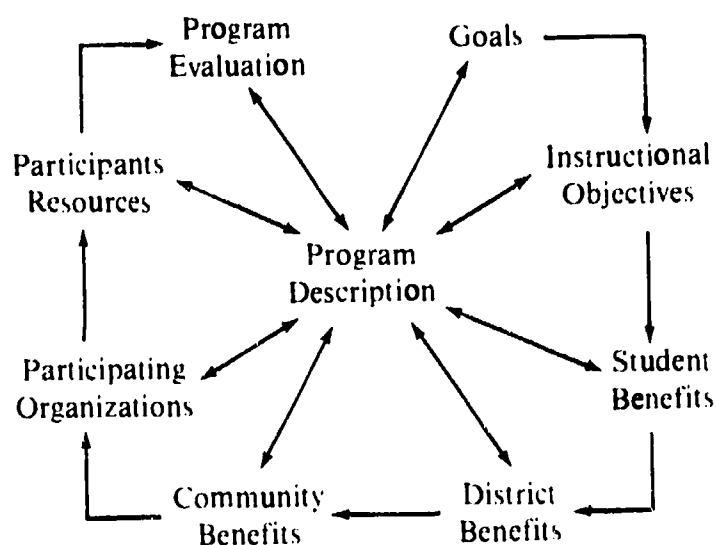 Program
Evaluation
Goals
Participants
Resources
Instructional
Objectives
Program
Description
Participating
Organizations
Student
Benefits
Community
Benefits
District
Benefits